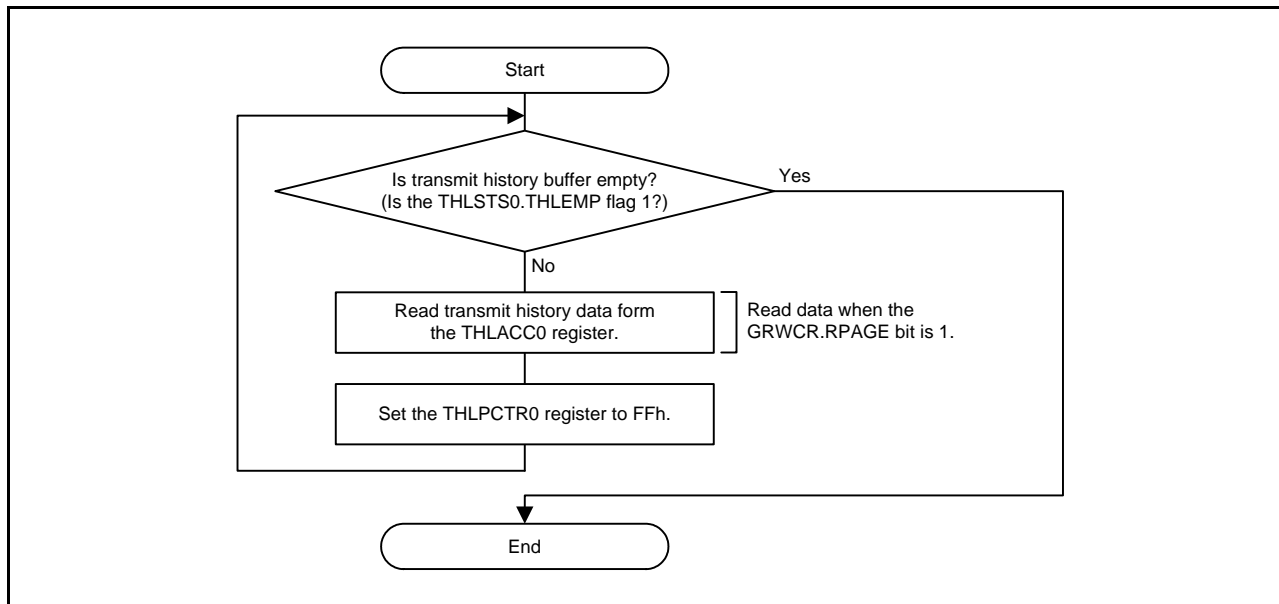 Start
Is transmit history buffer empty?
(Is the THLSTS0.THLEMP flag 1?)
Yes
No
Read transmit history data form
the THLACC0 register.
Read data when the
GRWCR.RPAGE bit is 1.
Set the THLPCTR0 register to FFh.
End